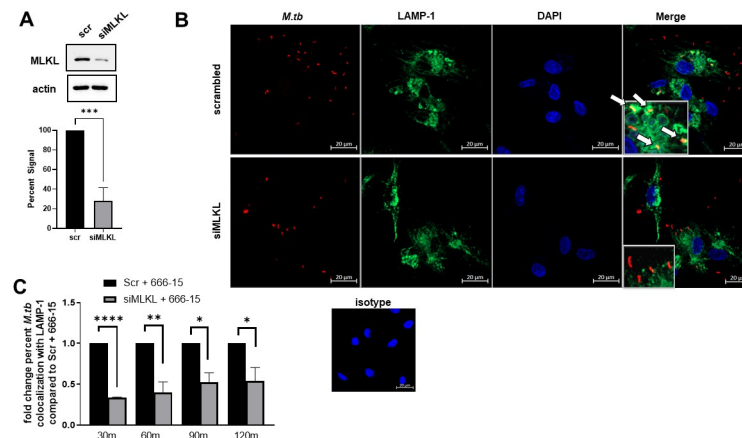 A
scr siMLKL
MLKL
actin
***
Percent Signal
100
80
60
40
20
0
scr siMLKL
B
M.tb LAMP-1 DAPI Merge
scrambled
20 µm 20 µm 20 µm 20 µm
siMLKL
20 µm 20 µm 20 µm 20 µm
isotype
C
Scr + 666-15
siMLKL + 666-15
fold change percent M.tb
colocalization with LAMP-1
compared to Scr + 666-15
1.5
1.0
0.5
0.0
**** ** * *
30m 60m 90m 120m